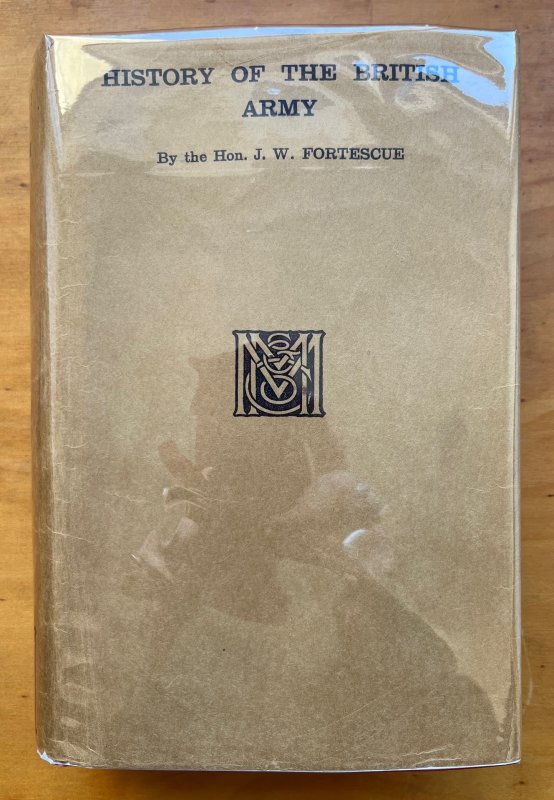 HISTORY OF THE BRITISH
ARMY
By the Hon. J. W. FORTESCUE